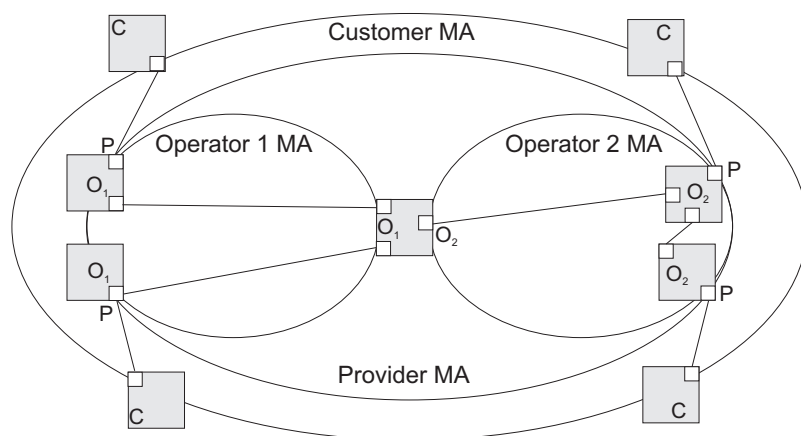 C
Customer MA
C
P
Operator 1 MA
Operator 2 MA
P
O₁
O₂
O₁
O₂
O₁
O₂
P
P
Provider MA
C
C